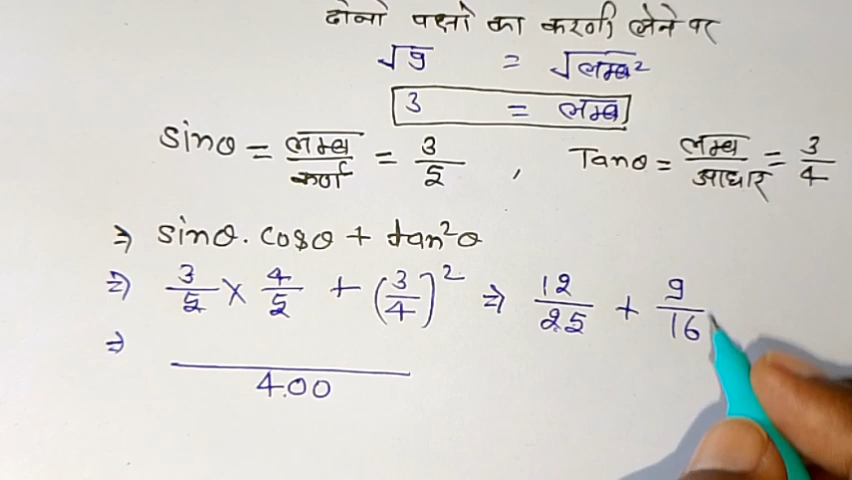 दोनों पक्षों का करणी लेने पर
√9 = √लम्ब²
3 = लम्ब
sinθ = लम्ब/कर्ण = 3/5 , Tanθ = लम्ब/आधार = 3/4
⇒ sinθ. cosθ + tan²θ
⇒ 3/5 × 4/5 + (3/4)² ⇒ 12/25 + 9/16
⇒ /400